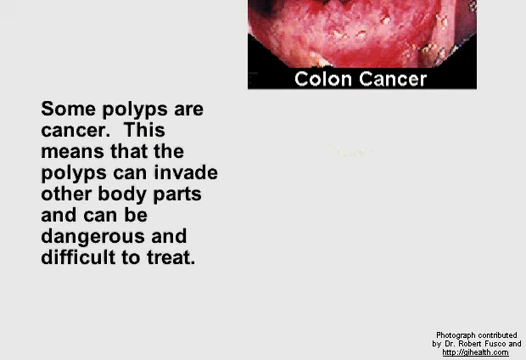 Colon Cancer
Some polyps are
cancer.  This
means that the
polyps can invade
other body parts
and can be
dangerous and
difficult to treat.
Photograph contributed
by Dr. Robert Fusco and
http://gihealth.com